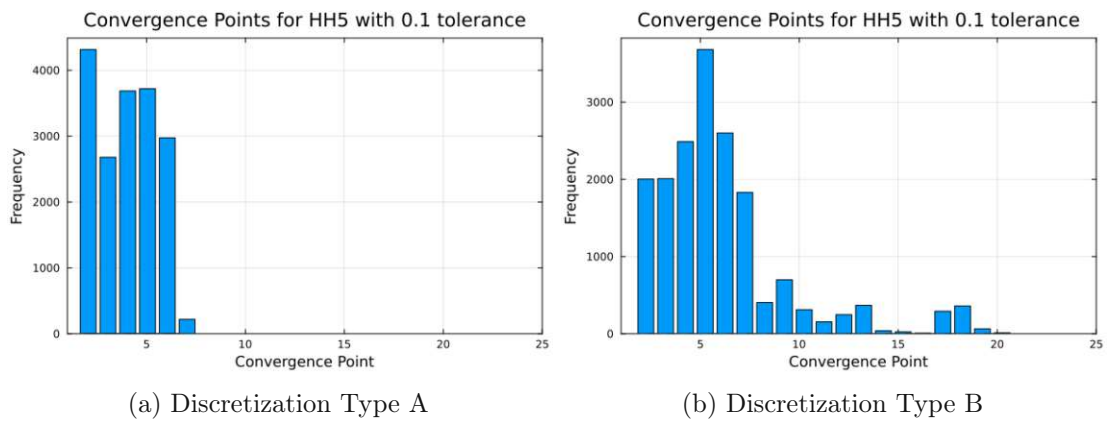 Convergence Points for HH5 with 0.1 tolerance
Frequency
4000
3000
2000
1000
0
5
10
15
20
25
Convergence Point
(a) Discretization Type A
Convergence Points for HH5 with 0.1 tolerance
Frequency
3000
2000
1000
0
5
10
15
20
25
Convergence Point
(b) Discretization Type B